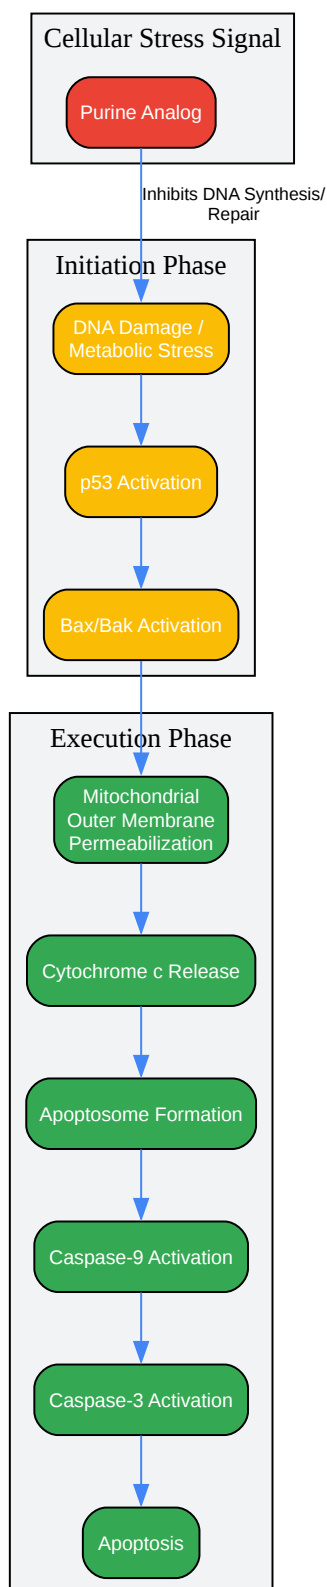 Cellular Stress Signal
Purine Analog
Inhibits DNA Synthesis/
Repair
Initiation Phase
DNA Damage /
Metabolic Stress
p53 Activation
Bax/Bak Activation
Execution Phase
Mitochondrial
Outer Membrane
Permeabilization
Cytochrome c Release
Apoptosome Formation
Caspase-9 Activation
Caspase-3 Activation
Apoptosis